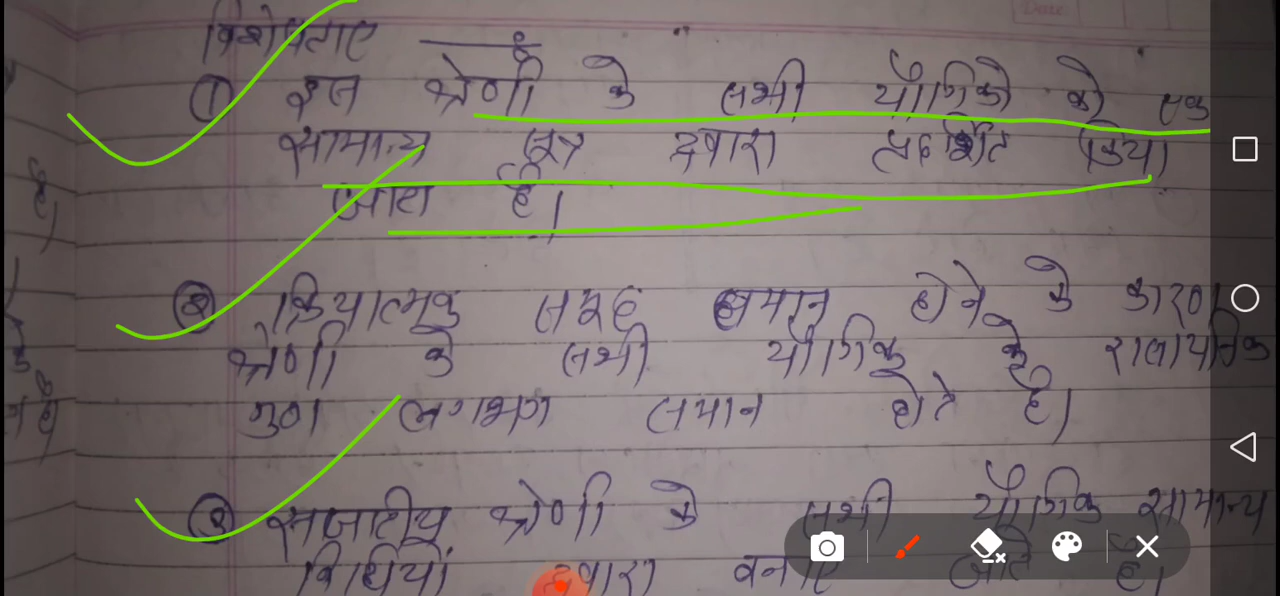 Date
विशेषताए :-
① इस श्रेणी के सभी यौगिको को एक
सामान्य सूत्र द्वारा प्रदर्शित किया
जाता है।
② क्रियात्मक समूह समान होने के कारण
श्रेणी के सभी यौगिक के रासायनिक
गुण लगभग समान होते है।
③ सजातीय श्रेणी के सभी यौगिक सामान्य
विधियों द्वारा बनाए जाते है।